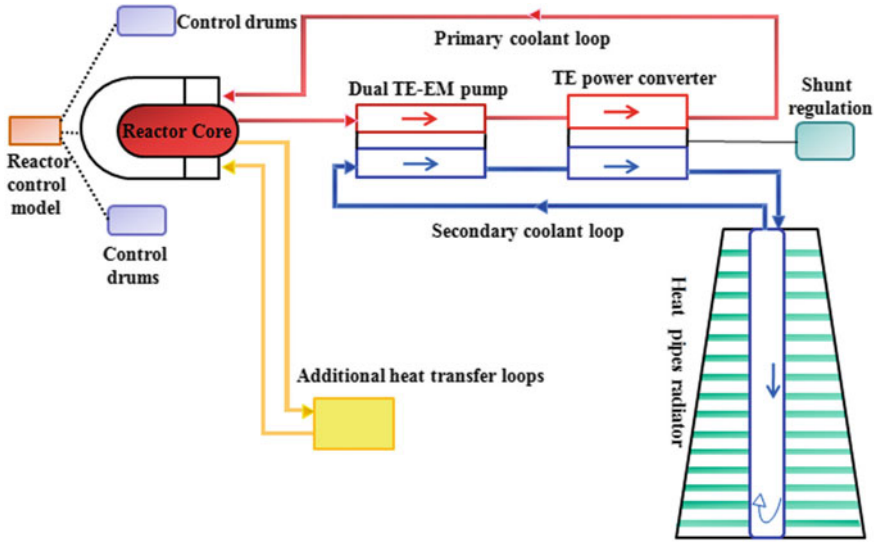 Control drums
Primary coolant loop
Dual TE-EM pump
TE power converter
Shunt
regulation
Reactor Core
Reactor
control
model
Control
drums
Secondary coolant loop
Heat pipes radiator
Additional heat transfer loops